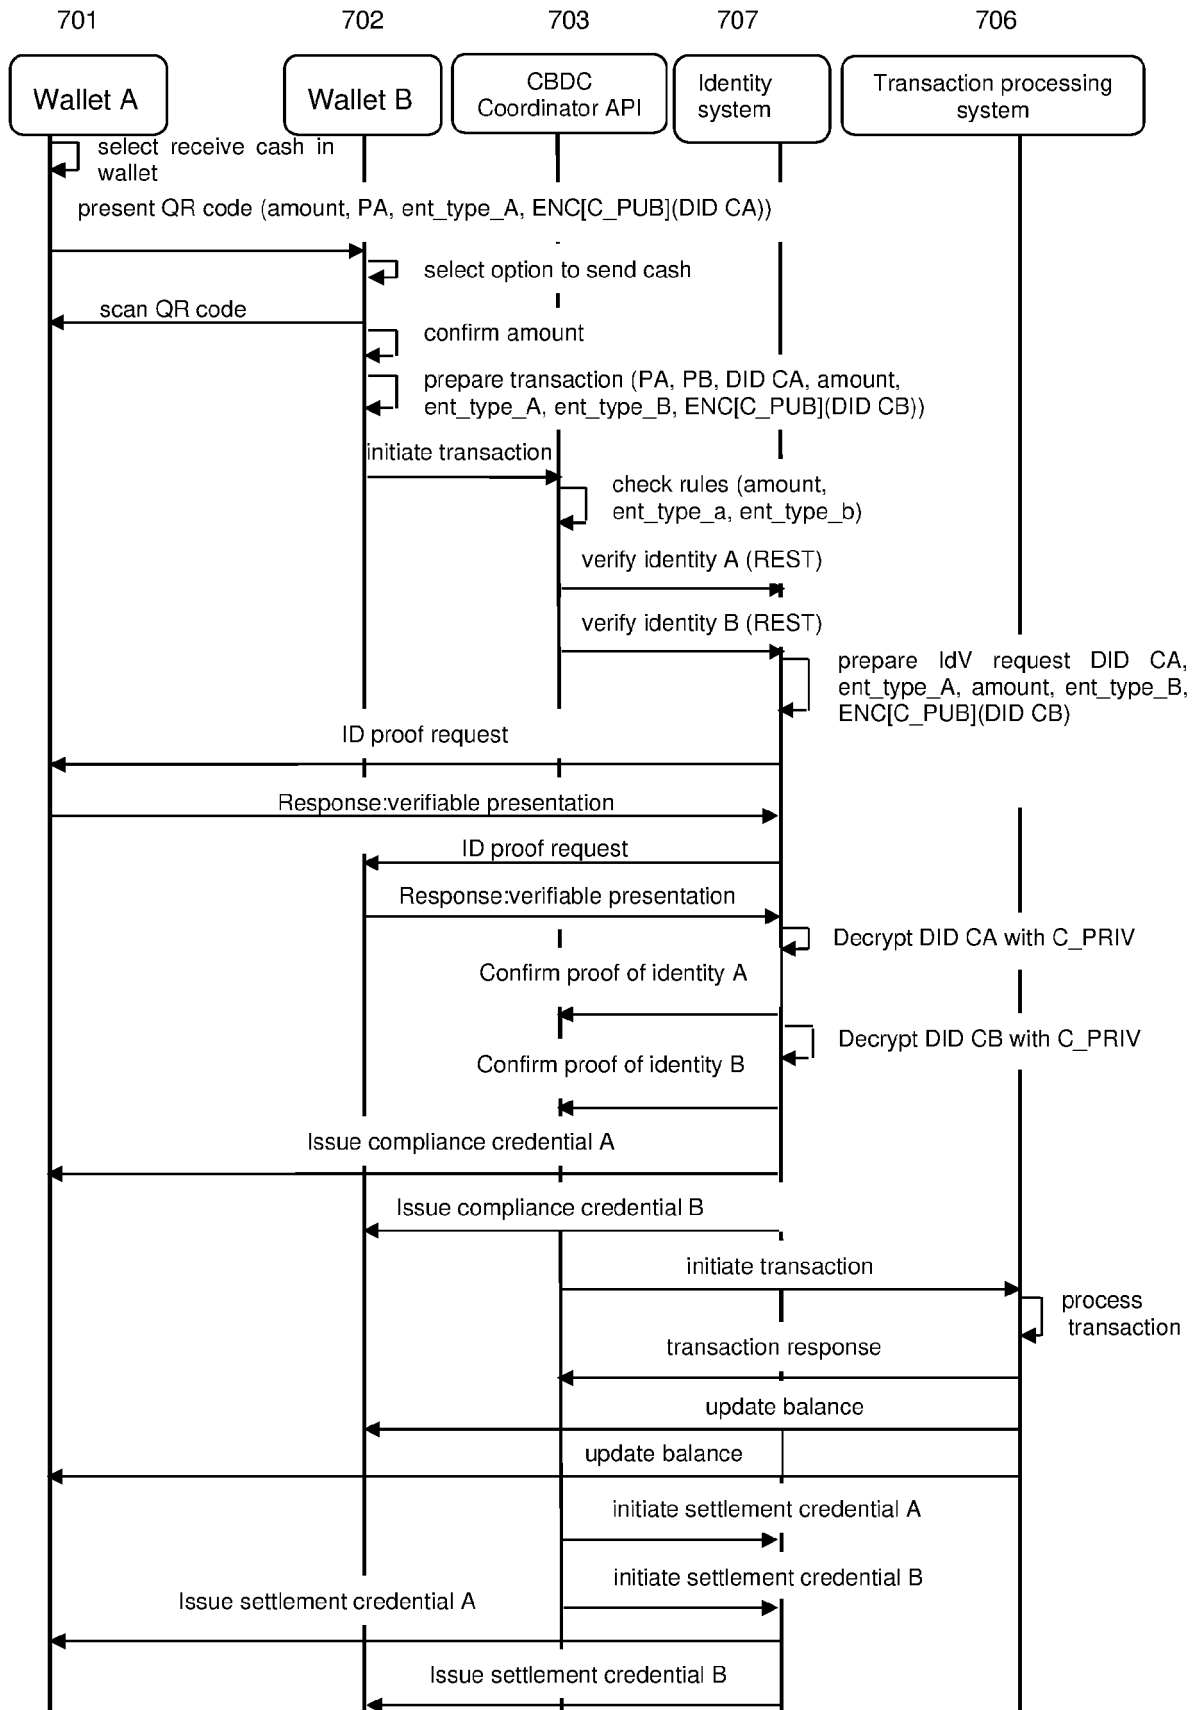 701 702 703 707 706
Wallet A
Wallet B
CBDC
Coordinator API
Identity
system
Transaction processing
system
select receive cash in
wallet
present QR code (amount, PA, ent_type_A, ENC[C_PUB](DID CA))
select option to send cash
scan QR code
confirm amount
prepare transaction (PA, PB, DID CA, amount,
ent_type_A, ent_type_B, ENC[C_PUB](DID CB))
initiate transaction
check rules (amount,
ent_type_a, ent_type_b)
verify identity A (REST)
verify identity B (REST)
prepare IdV request DID CA,
ent_type_A, amount, ent_type_B,
ENC[C_PUB](DID CB)
ID proof request
Response:verifiable presentation
ID proof request
Response:verifiable presentation
Decrypt DID CA with C_PRIV
Confirm proof of identity A
Decrypt DID CB with C_PRIV
Confirm proof of identity B
Issue compliance credential A
Issue compliance credential B
initiate transaction
process
transaction
transaction response
update balance
update balance
initiate settlement credential A
initiate settlement credential B
Issue settlement credential A
Issue settlement credential B